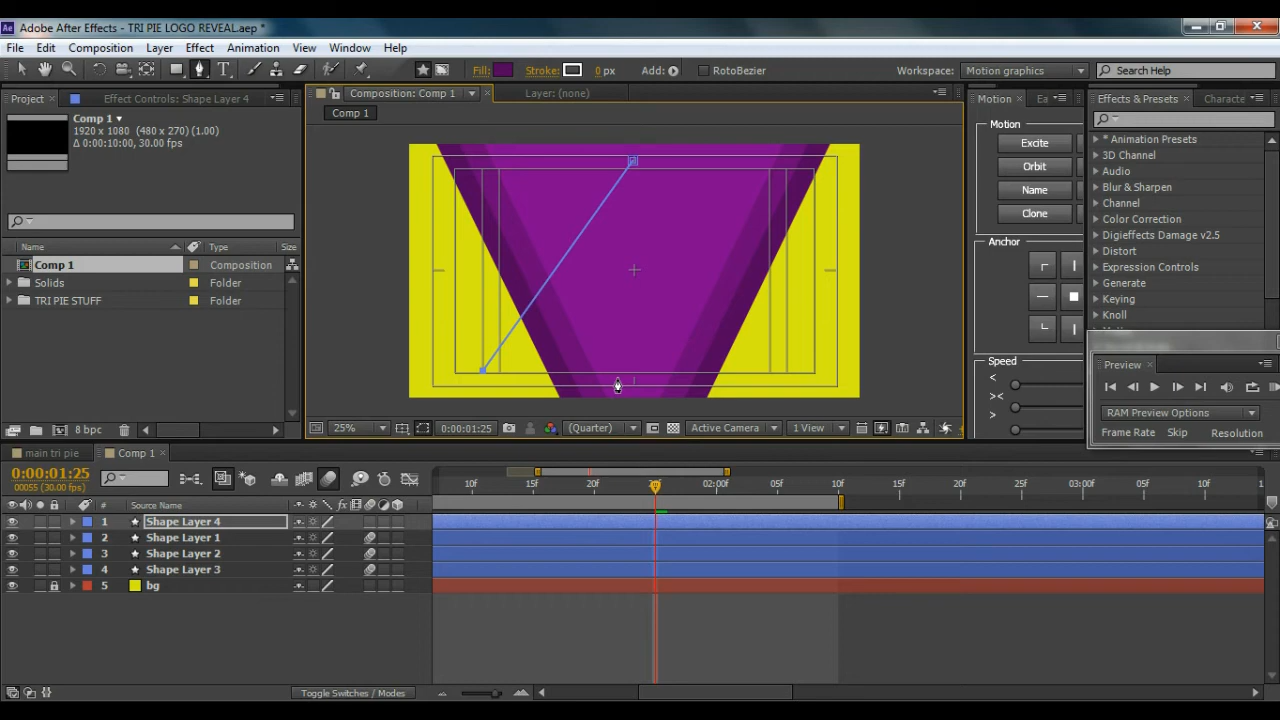 Adobe After Effects - TRI PIE LOGO REVEAL.aep *
File Edit Composition Layer Effect Animation View Window Help
Fill: Stroke: 0 px Add: RotoBezier Workspace: Motion graphics Search Help
Project Effect Controls: Shape Layer 4 Composition: Comp 1 Layer: (none) Motion Ea Effects & Presets Characte
Comp 1
1920 x 1080 (480 x 270) (1.00)
Δ 0:00:10:00, 30.00 fps
Comp 1
Name Type Size
Comp 1 Composition
Solids Folder
TRI PIE STUFF Folder
8 bpc
25% 0:00:01:25 (Quarter) Active Camera 1 View
Motion
Excite
Orbit
Name
Clone
Anchor
Speed
<
><
>
* Animation Presets
3D Channel
Audio
Blur & Sharpen
Channel
Color Correction
Digieffects Damage v2.5
Distort
Expression Controls
Generate
Keying
Knoll
Preview
RAM Preview Options
Frame Rate Skip Resolution
main tri pie Comp 1
0:00:01:25
00055 (30.00 fps)
10f 15f 20f 25f 02:00f 05f 10f 15f 20f 25f 03:00f 05f 10f
# Source Name
1 Shape Layer 4
2 Shape Layer 1
3 Shape Layer 2
4 Shape Layer 3
5 bg
Toggle Switches / Modes